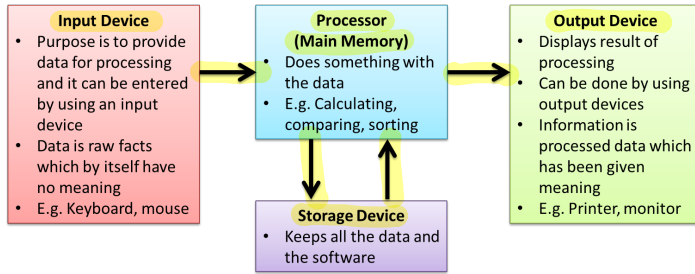 Input Device
• Purpose is to provide
data for processing
and it can be entered
by using an input
device
• Data is raw facts
which by itself have
no meaning
• E.g. Keyboard, mouse
Processor
(Main Memory)
• Does something with
the data
• E.g. Calculating,
comparing, sorting
Storage Device
• Keeps all the data and
the software
Output Device
• Displays result of
processing
• Can be done by using
output devices
• Information is
processed data which
has been given
meaning
• E.g. Printer, monitor